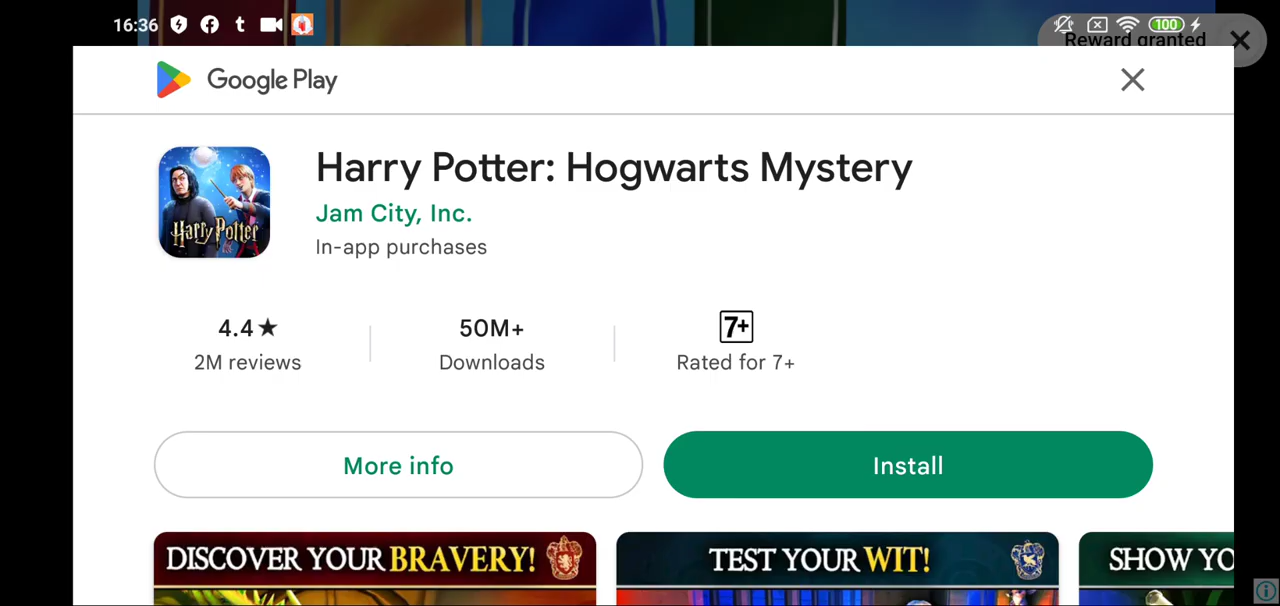 16:36
100
Reward granted
Google Play
Harry Potter: Hogwarts Mystery
Jam City, Inc.
In-app purchases
Harry Potter
4.4★
2M reviews
50M+
Downloads
7+
Rated for 7+
More info
Install
DISCOVER YOUR BRAVERY!
TEST YOUR WIT!
SHOW YO